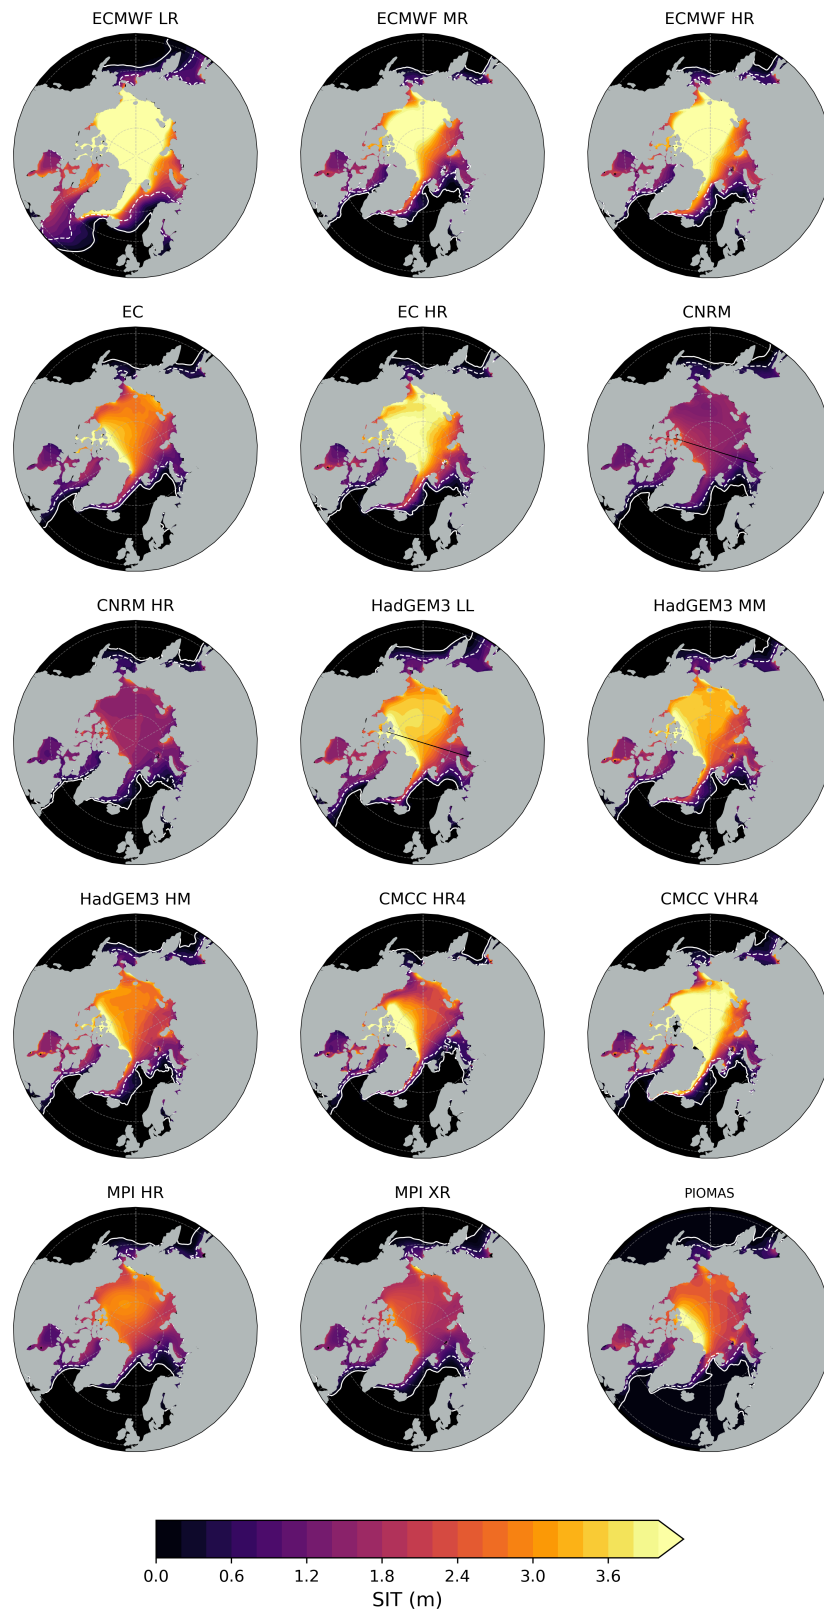 ECMWF LR ECMWF MR ECMWF HR
EC EC HR CNRM
CNRM HR HadGEM3 LL HadGEM3 MM
HadGEM3 HM CMCC HR4 CMCC VHR4
MPI HR MPI XR PIOMAS
0.0 0.6 1.2 1.8 2.4 3.0 3.6
SIT (m)